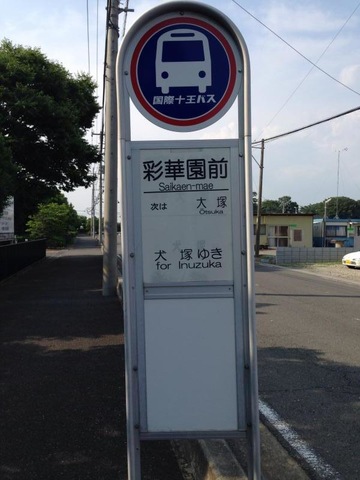 国際十王バス
彩華園前
Saikaen-mae
次は 大塚
Otsuka
犬塚ゆき
for Inuzuka